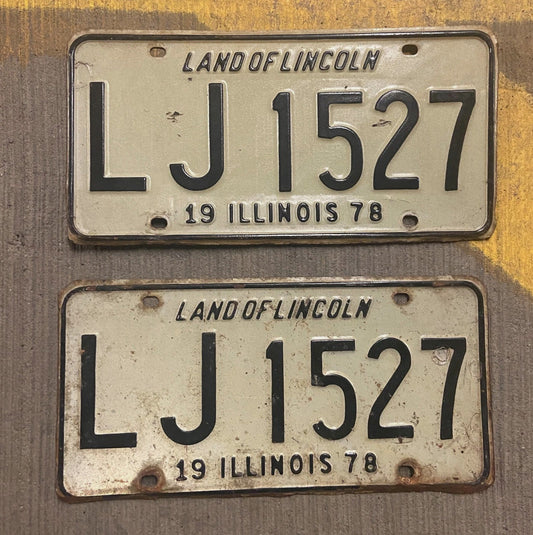 LAND OF LINCOLN
LJ 1527
19 ILLINOIS 78
LAND OF LINCOLN
LJ 1527
19 ILLINOIS 78